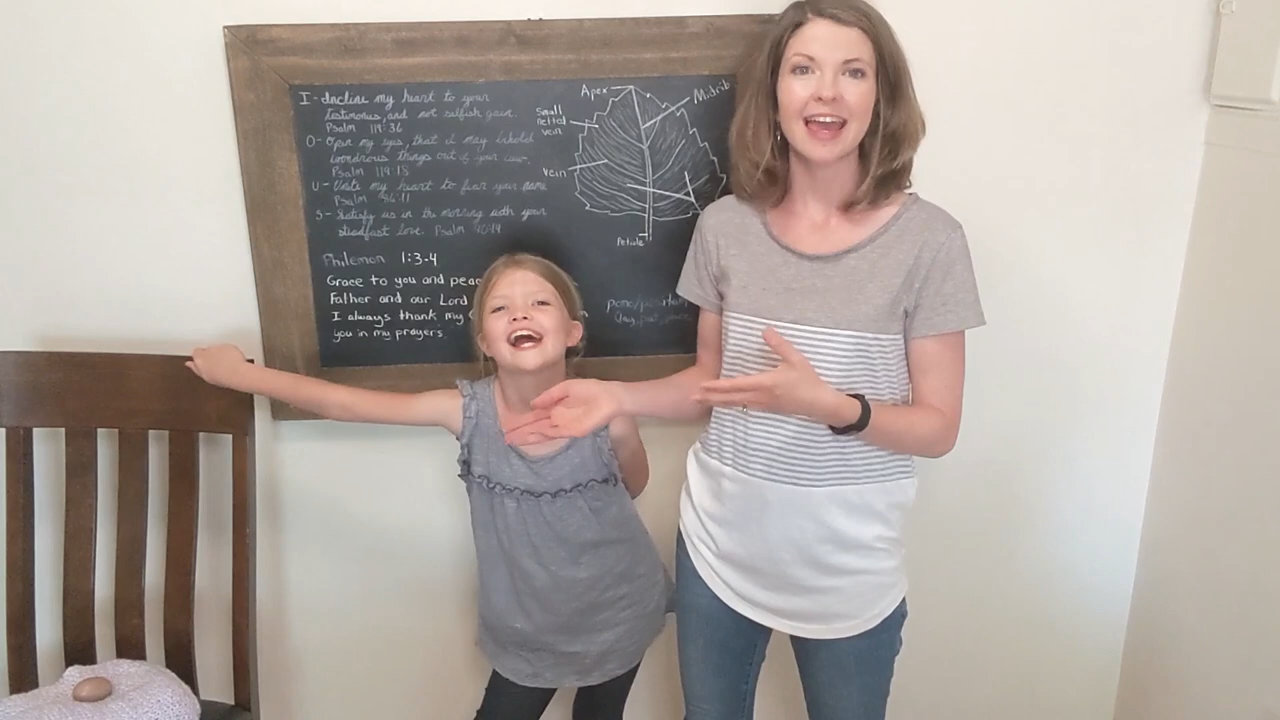 I - Incline my heart to your
testimonies, and not selfish gain.
Psalm 119:36
O - Open my eyes, that I may behold
wondrous things out of your law.
Psalm 119:18
U - Unite my heart to fear your name
Psalm 86:11
S - Satisfy us in the morning with your
steadfast love. Psalm 90:14
Philemon 1:3-4
Grace to you and peac
Father and our Lord
I always thank my G
you in my prayers.
Apex
Midrib
Small
netted
vein
vein
Petiole